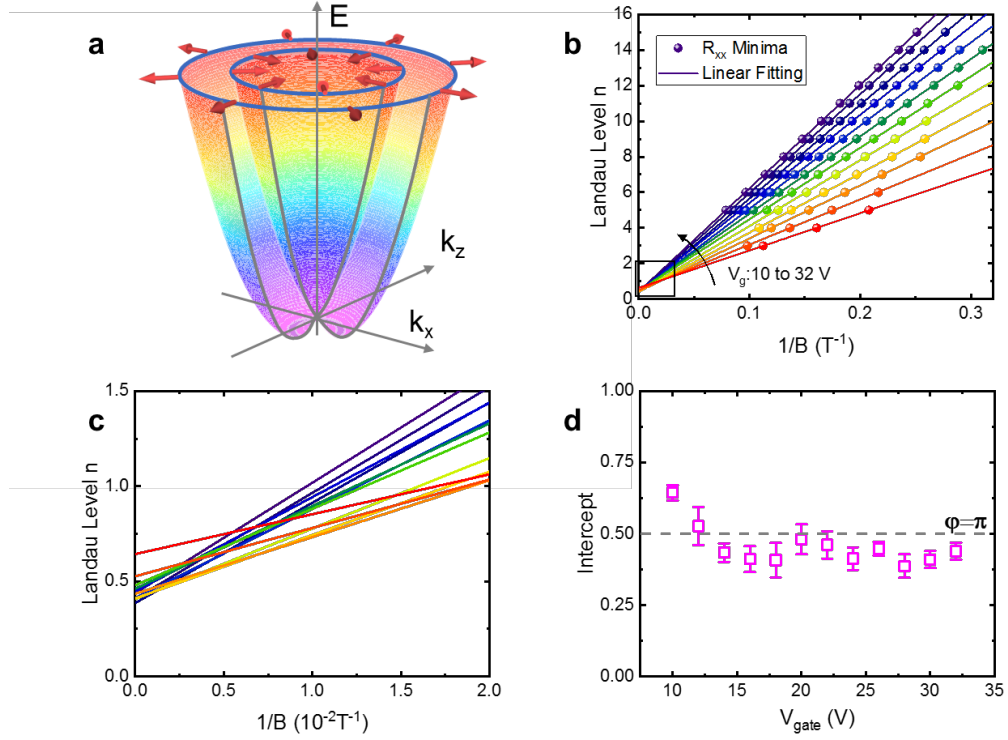 a
E
k_z
k_x
b
R_xx Minima
Linear Fitting
V_g:10 to 32 V
Landau Level n
16
14
12
10
8
6
4
2
0
0.0 0.1 0.2 0.3
1/B (T⁻¹)
c
Landau Level n
1.5
1.0
0.5
0.0
0.0 0.5 1.0 1.5 2.0
1/B (10⁻²T⁻¹)
d
Intercept
1.00
0.75
0.50
0.25
0.00
φ=π
10 15 20 25 30 35
V_gate (V)